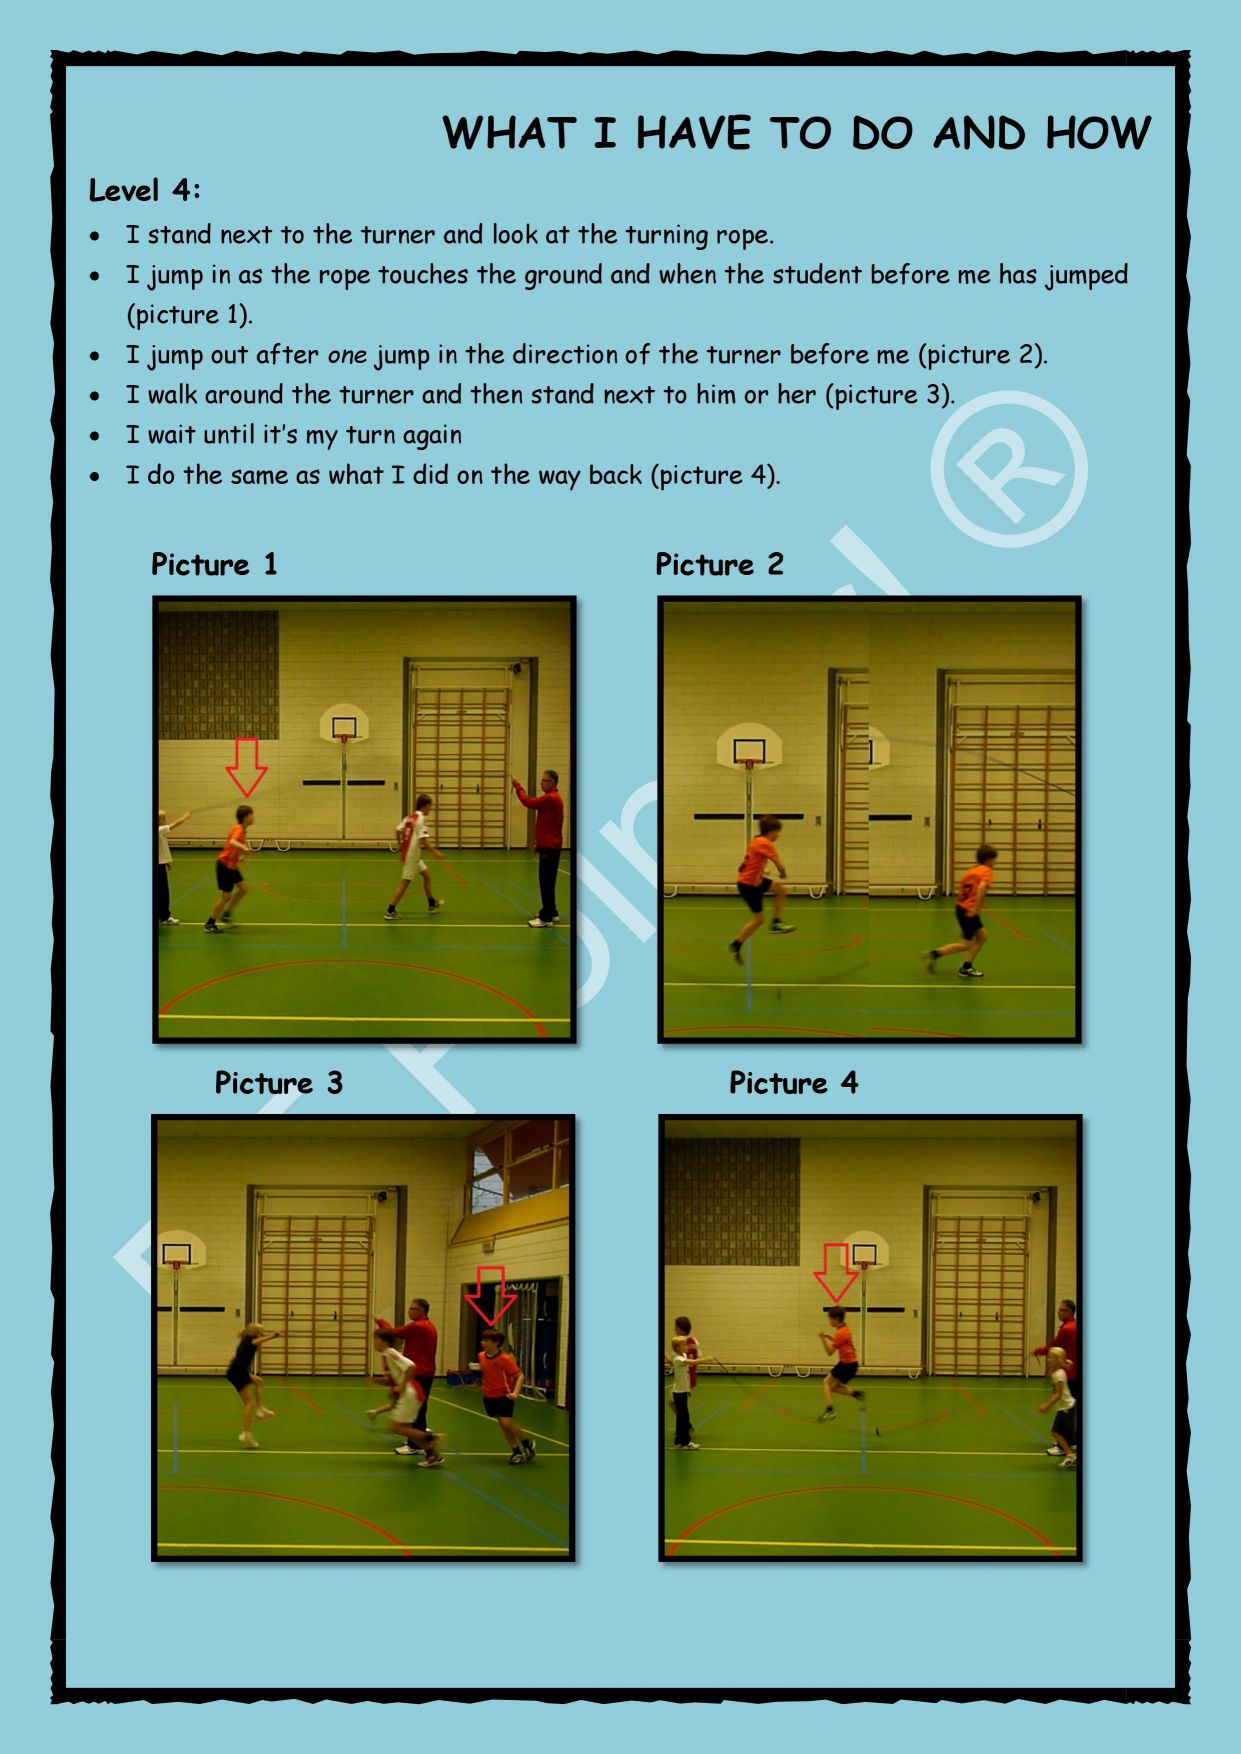 WHAT I HAVE TO DO AND HOW
Level 4:
• I stand next to the turner and look at the turning rope.
• I jump in as the rope touches the ground and when the student before me has jumped
(picture 1).
• I jump out after one jump in the direction of the turner before me (picture 2).
• I walk around the turner and then stand next to him or her (picture 3).
• I wait until it's my turn again
• I do the same as what I did on the way back (picture 4).
Picture 1
Picture 2
Picture 3
Picture 4
®